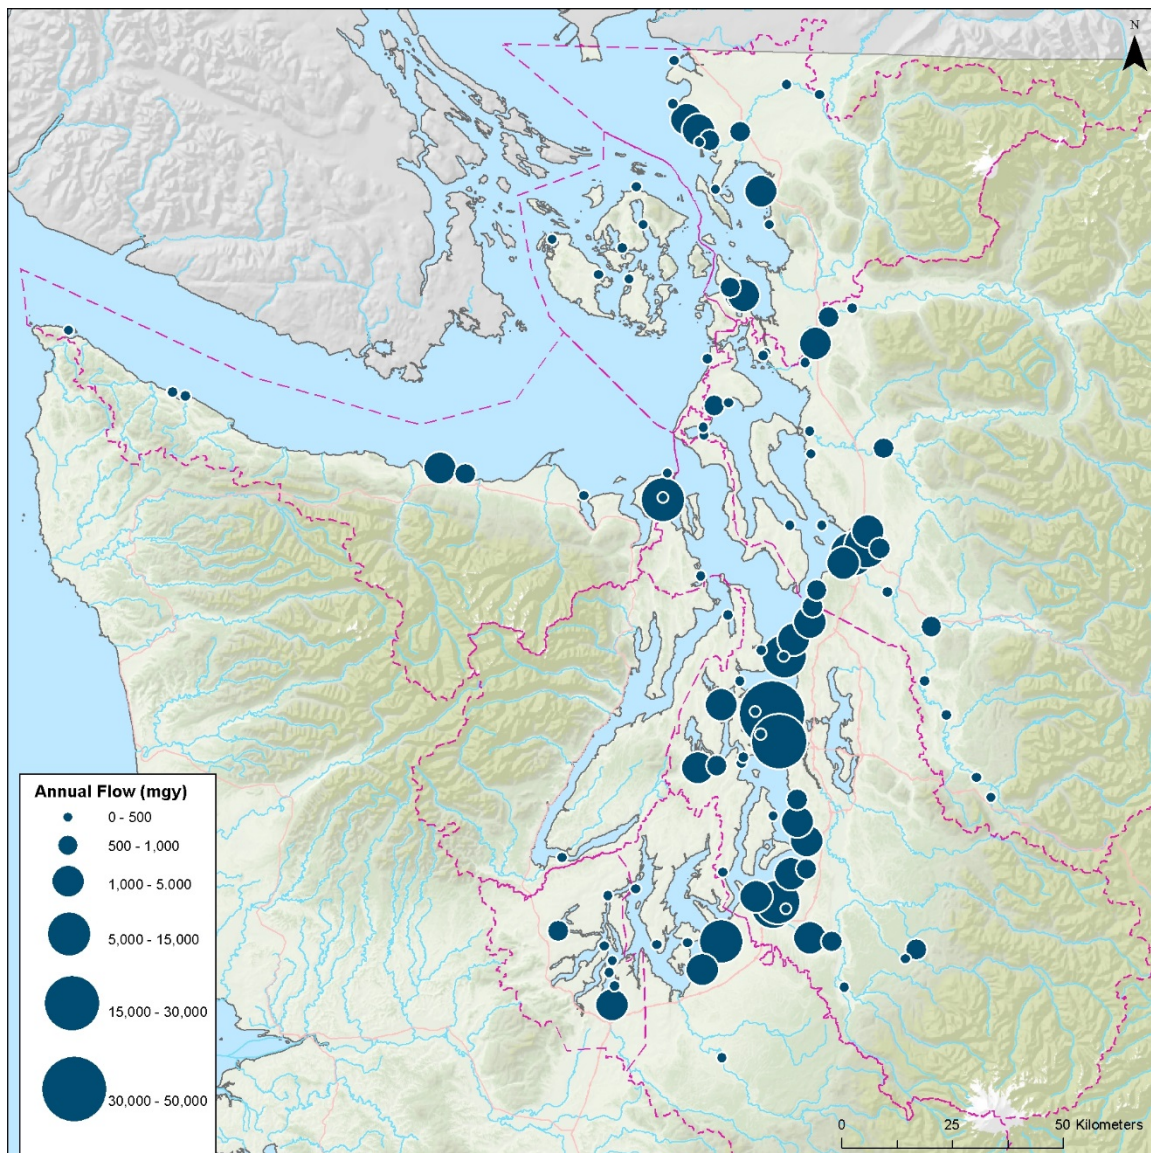 N
Annual Flow (mgy)
0 - 500
500 - 1,000
1,000 - 5.000
5,000 - 15,000
15,000 - 30,000
30,000 - 50,000
0 25 50 Kilometers